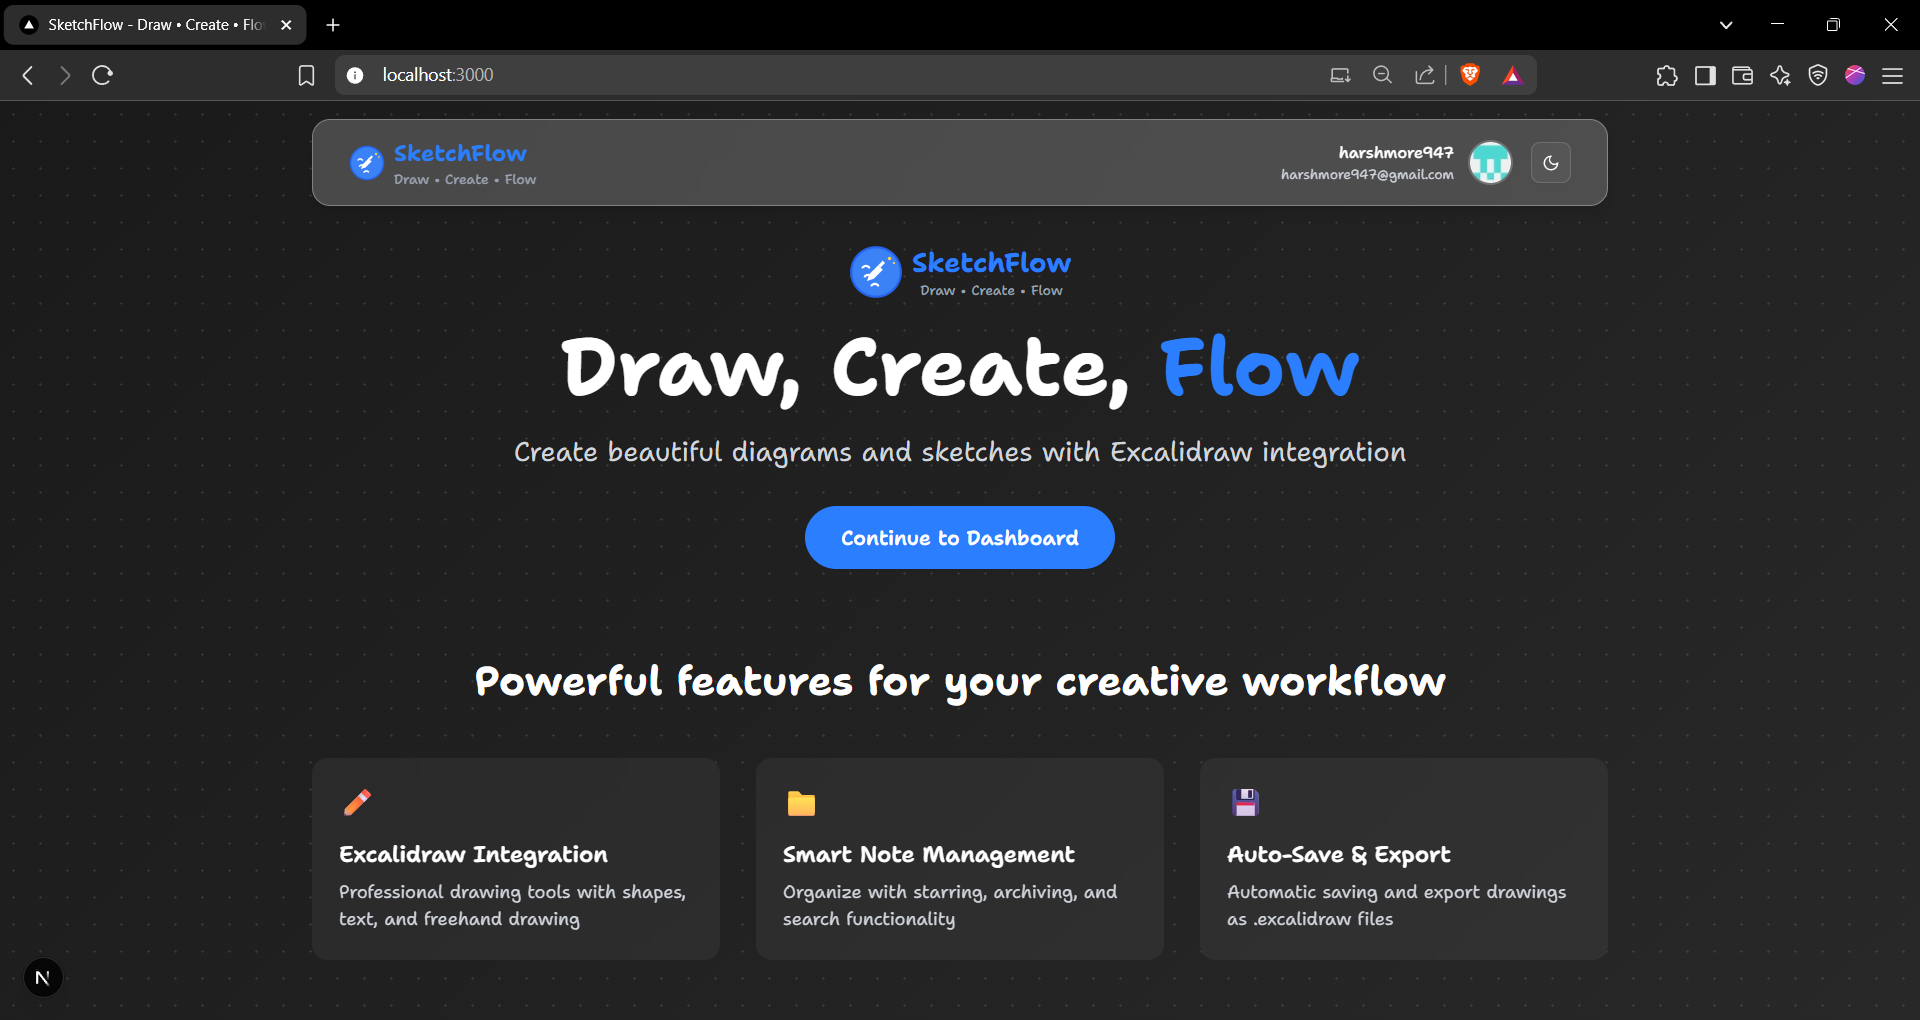 SketchFlow - Draw • Create • Flo
localhost:3000
SketchFlow
Draw • Create • Flow
harshmore947
harshmore947@gmail.com
SketchFlow
Draw • Create • Flow
Draw, Create, Flow
Create beautiful diagrams and sketches with Excalidraw integration
Continue to Dashboard
Powerful features for your creative workflow
Excalidraw Integration
Professional drawing tools with shapes,
text, and freehand drawing
Smart Note Management
Organize with starring, archiving, and
search functionality
Auto-Save & Export
Automatic saving and export drawings
as .excalidraw files
N